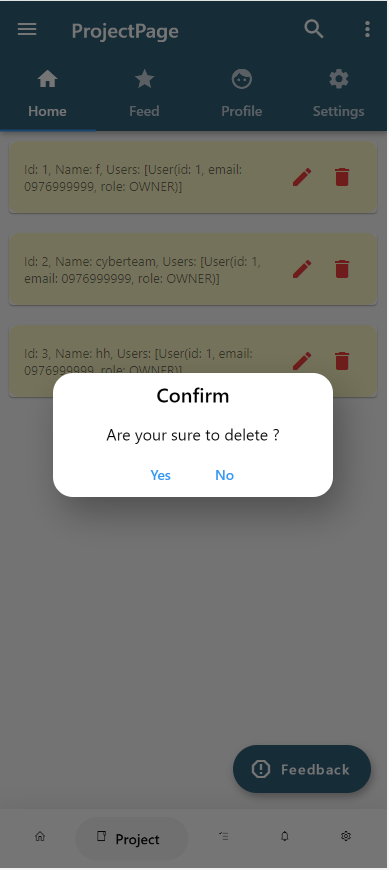 ProjectPage
Home Feed Profile Settings
Id: 1, Name: f, Users: [User(id: 1, email:
0976999999, role: OWNER)]
Id: 2, Name: cyberteam, Users: [User(id: 1,
email: 0976999999, role: OWNER)]
Id: 3, Name: hh, Users: [User(id: 1, email:
0976999999, role: OWNER)]
Confirm
Are your sure to delete ?
Yes No
Feedback
Project